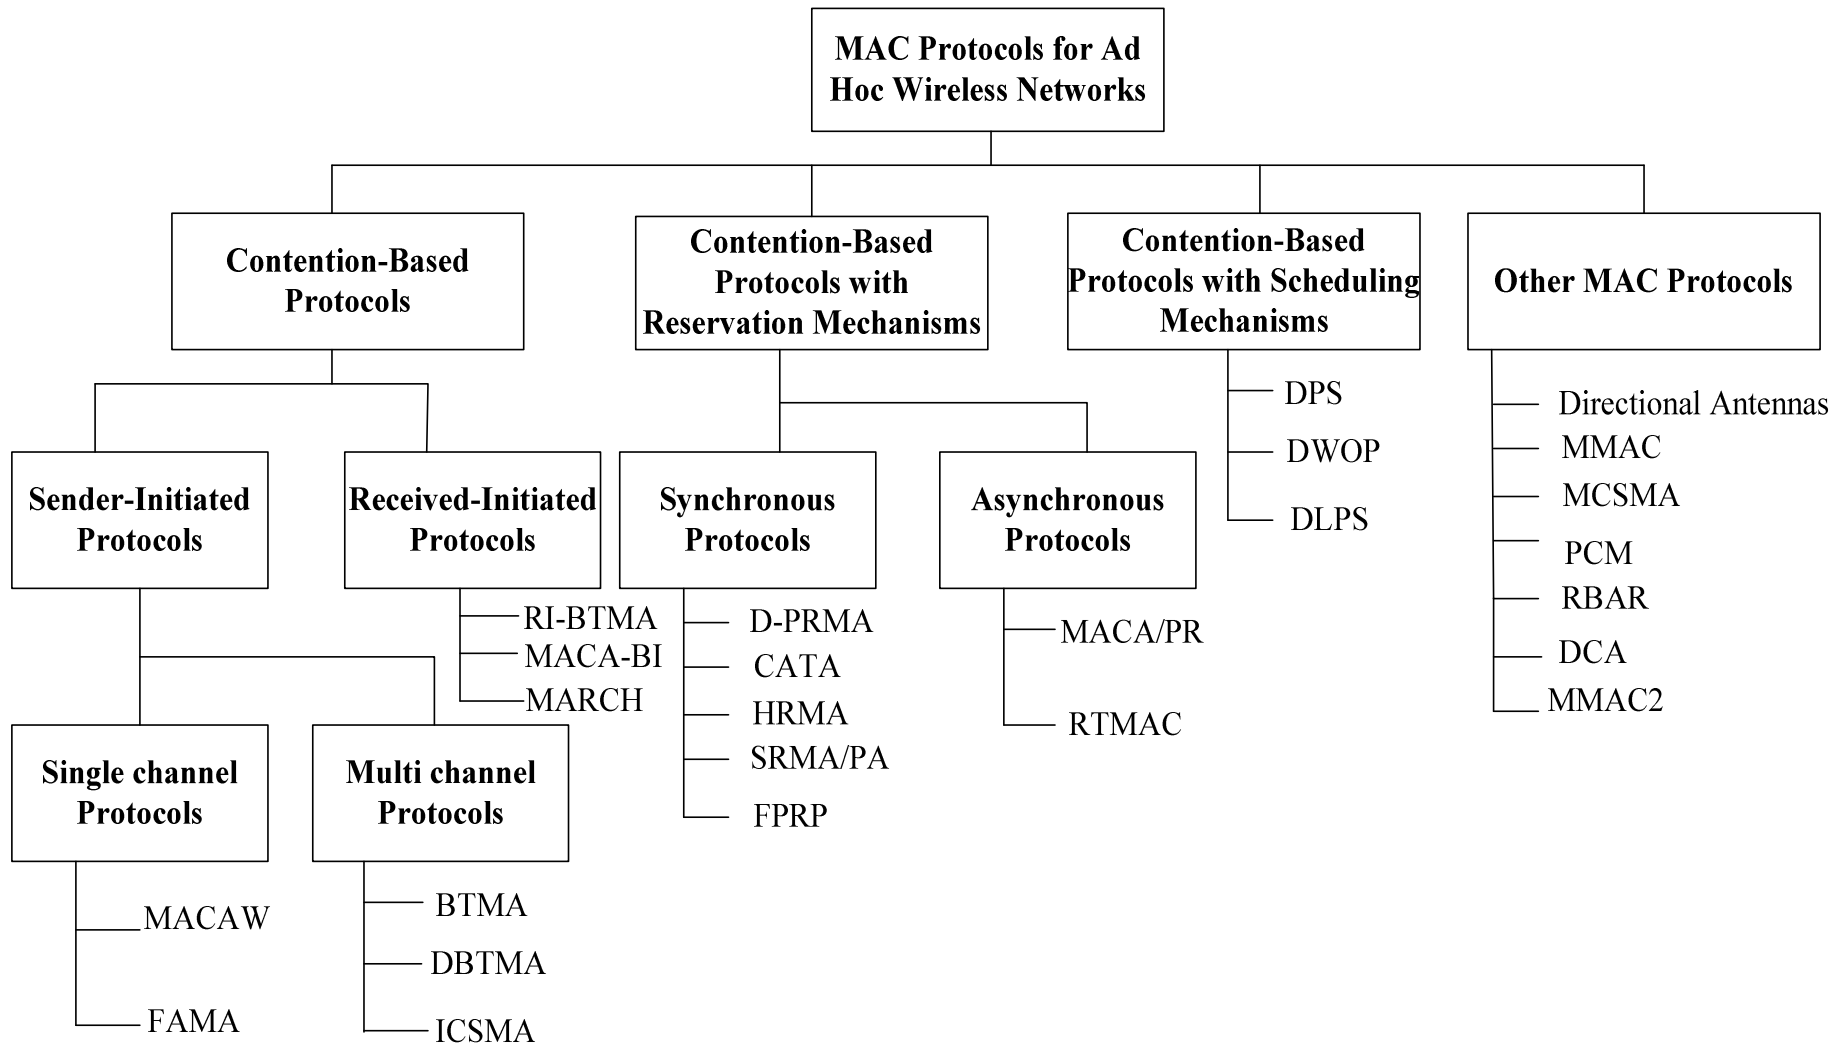 MAC Protocols for Ad
Hoc Wireless Networks
Contention-Based
Protocols
Contention-Based
Protocols with
Reservation Mechanisms
Contention-Based
Protocols with Scheduling
Mechanisms
Other MAC Protocols
Sender-Initiated
Protocols
Received-Initiated
Protocols
Synchronous
Protocols
Asynchronous
Protocols
DPS
DWOP
DLPS
Directional Antennas
MMAC
MCSMA
PCM
RBAR
DCA
MMAC2
RI-BTMA
MACA-BI
MARCH
D-PRMA
CATA
HRMA
SRMA/PA
FPRP
MACA/PR
RTMAC
Single channel
Protocols
Multi channel
Protocols
MACAW
FAMA
BTMA
DBTMA
ICSMA